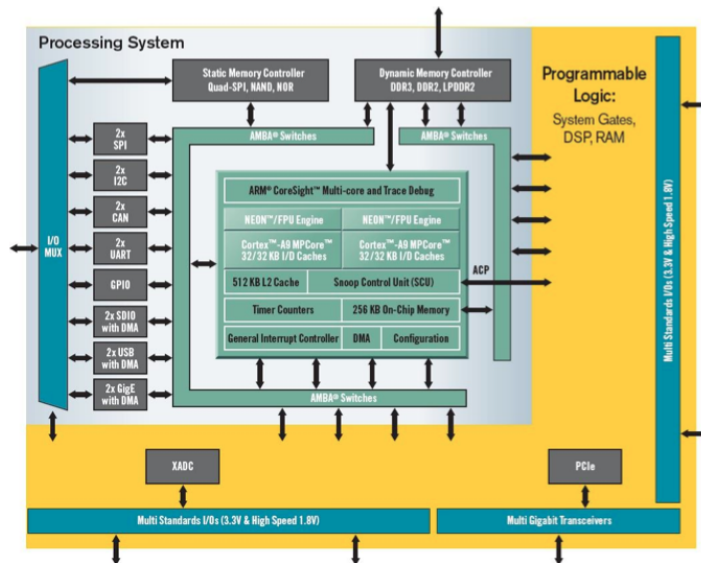 Processing System
Static Memory Controller
Quad-SPI, NAND, NOR
Dynamic Memory Controller
DDR3, DDR2, LPDDR2
Programmable
Logic:
System Gates,
DSP, RAM
AMBA® Switches
AMBA® Switches
2x
SPI
2x
I2C
2x
CAN
2x
UART
GPIO
2x SDIO
with DMA
2x USB
with DMA
2x GigE
with DMA
I/O
MUX
ARM® CoreSight™ Multi-core and Trace Debug
NEON™/FPU Engine
NEON™/FPU Engine
Cortex™-A9 MPCore™
32/32 KB I/D Caches
Cortex™-A9 MPCore™
32/32 KB I/D Caches
512 KB L2 Cache
Snoop Control Unit (SCU)
Timer Counters
256 KB On-Chip Memory
General Interrupt Controller
DMA
Configuration
ACP
AMBA® Switches
Multi Standards I/Os (3.3V & High Speed 1.8V)
XADC
PCIe
Multi Standards I/Os (3.3V & High Speed 1.8V)
Multi Gigabit Transceivers